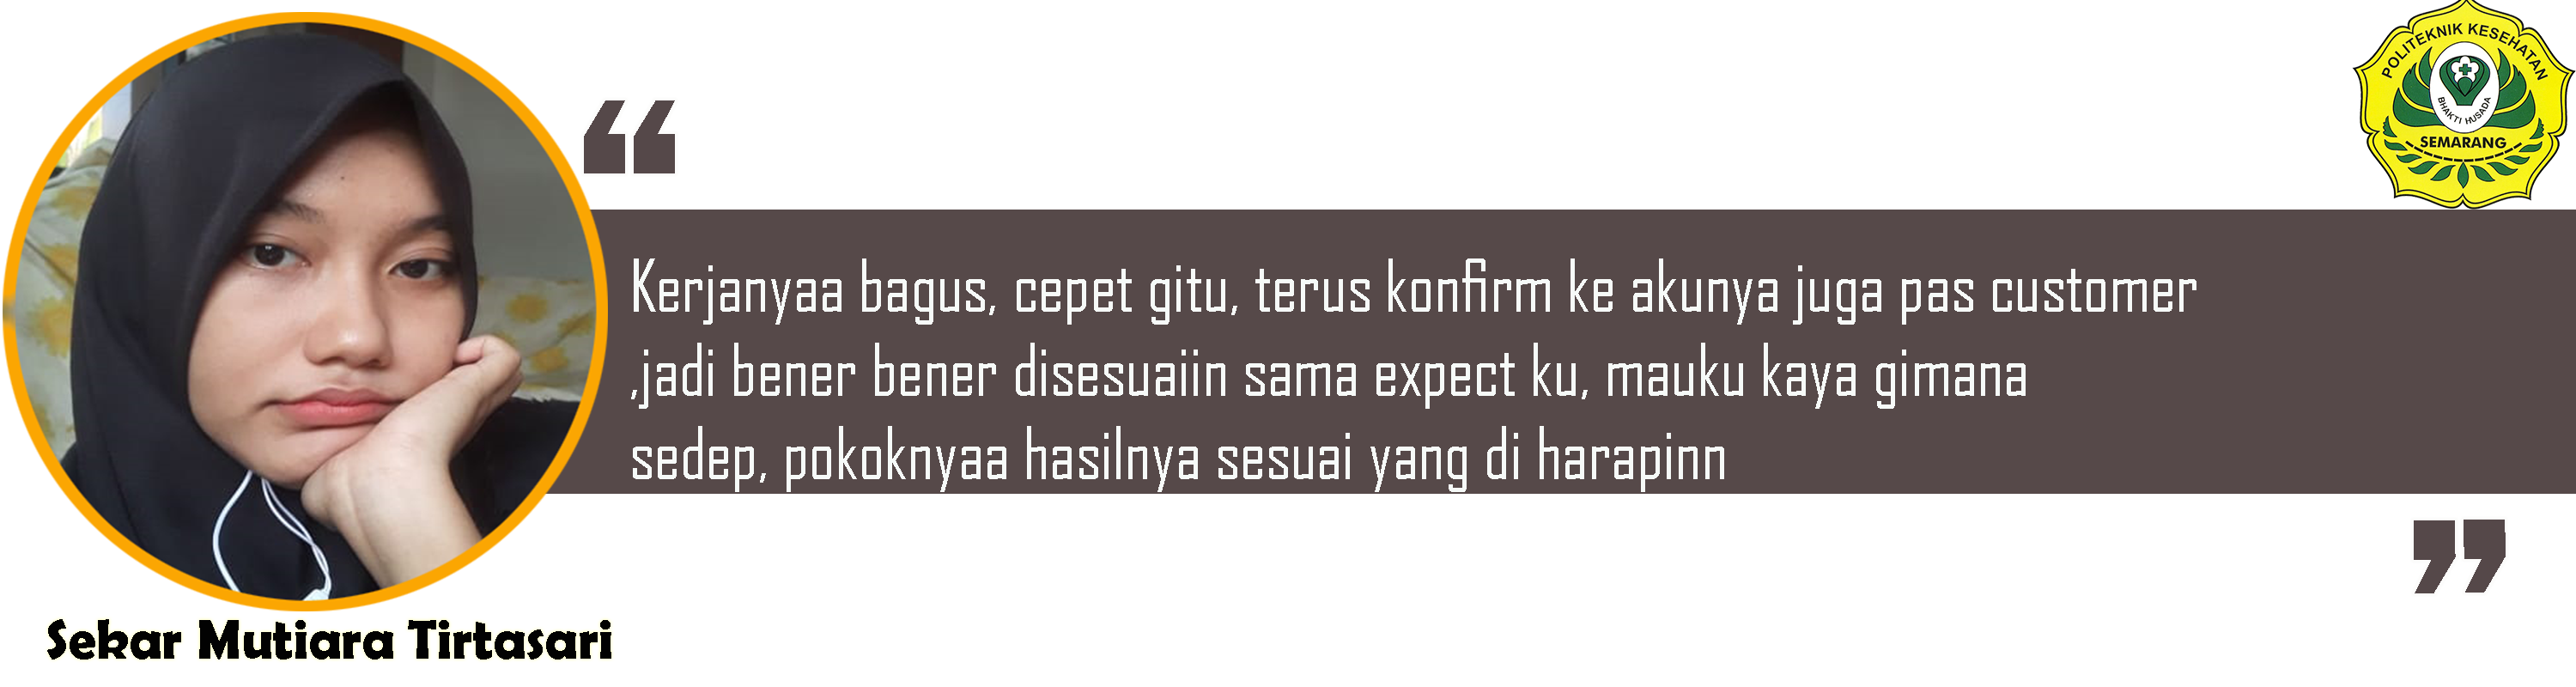 POLITEKNIK KESEHATAN
BHAKTI HUSADA
SEMARANG
“
Kerjanyaa bagus, cepet gitu, terus konfirm ke akunya juga pas customer
,jadi bener bener disesuaiin sama expect ku, mauku kaya gimana
sedep, pokoknyaa hasilnya sesuai yang di harapinn
”
Sekar Mutiara Tirtasari